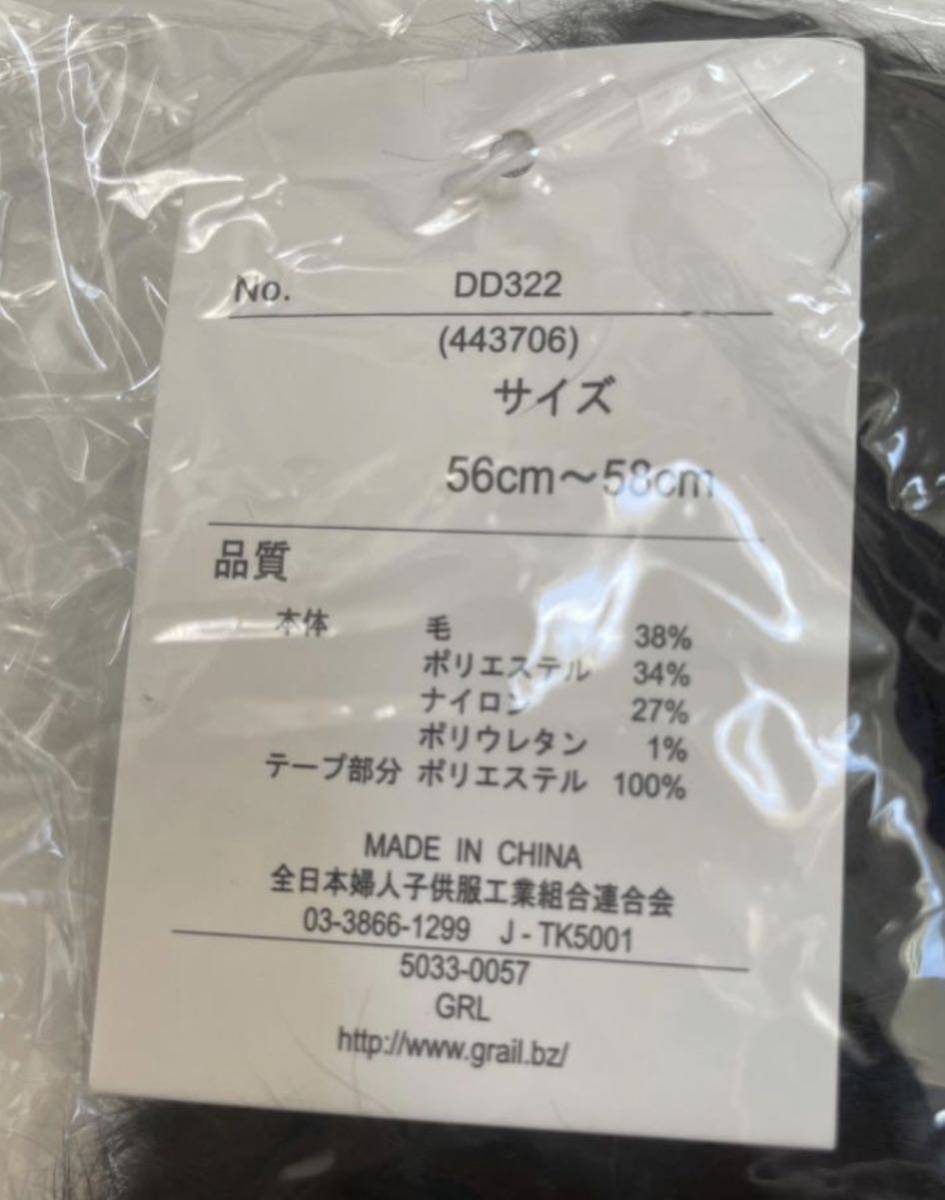 No. DD322
(443706)
サイズ
56cm～58cm
品質
本体 毛 38%
ポリエステル 34%
ナイロン 27%
ポリウレタン 1%
テープ部分 ポリエステル 100%
MADE IN CHINA
全日本婦人子供服工業組合連合会
03-3866-1299 J-TK5001
5033-0057
GRL
http://www.grail.bz/